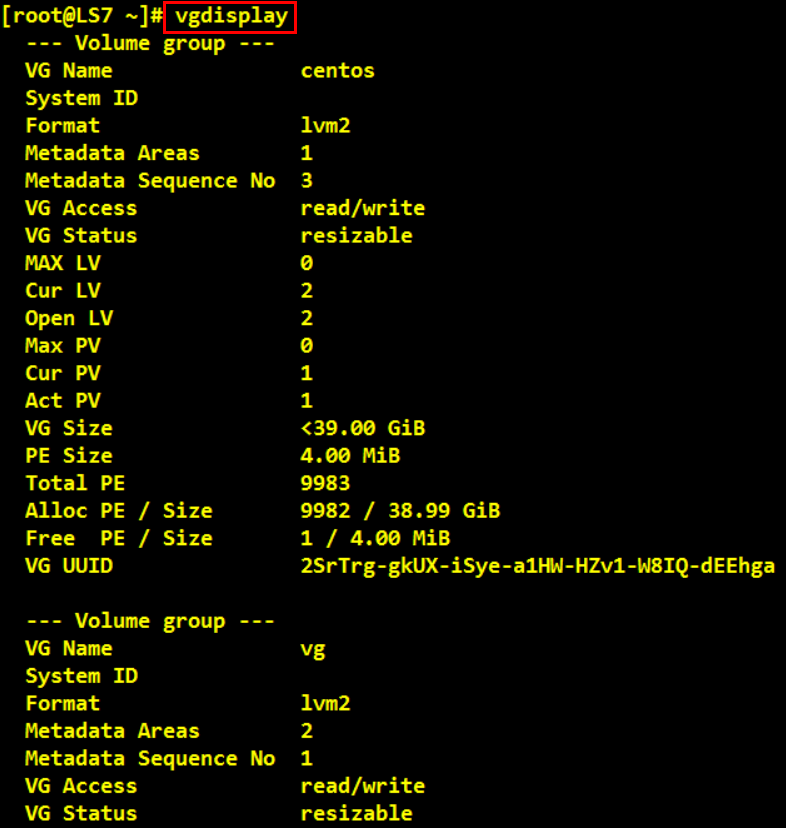 [root@LS7 ~]# vgdisplay
  --- Volume group ---
  VG Name               centos
  System ID
  Format                lvm2
  Metadata Areas        1
  Metadata Sequence No  3
  VG Access             read/write
  VG Status             resizable
  MAX LV                0
  Cur LV                2
  Open LV               2
  Max PV                0
  Cur PV                1
  Act PV                1
  VG Size               <39.00 GiB
  PE Size               4.00 MiB
  Total PE              9983
  Alloc PE / Size       9982 / 38.99 GiB
  Free  PE / Size       1 / 4.00 MiB
  VG UUID               2SrTrg-gkUX-iSye-a1HW-HZv1-W8IQ-dEEhga

  --- Volume group ---
  VG Name               vg
  System ID
  Format                lvm2
  Metadata Areas        2
  Metadata Sequence No  1
  VG Access             read/write
  VG Status             resizable